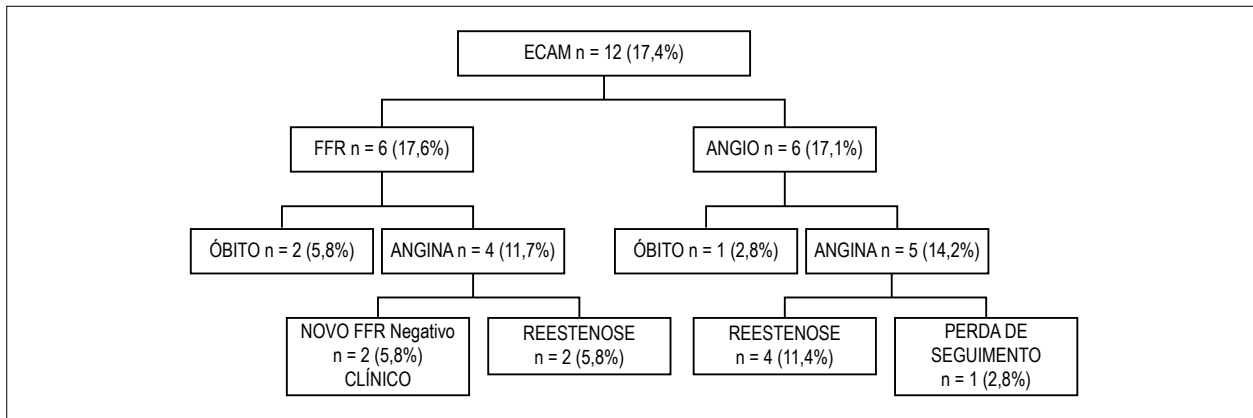 ECAM n = 12 (17,4%)
FFR n = 6 (17,6%)
ANGIO n = 6 (17,1%)
ÓBITO n = 2 (5,8%)
ANGINA n = 4 (11,7%)
ÓBITO n = 1 (2,8%)
ANGINA n = 5 (14,2%)
NOVO FFR Negativo
n = 2 (5,8%)
CLÍNICO
REESTENOSE
n = 2 (5,8%)
REESTENOSE
n = 4 (11,4%)
PERDA DE
SEGUIMENTO
n = 1 (2,8%)